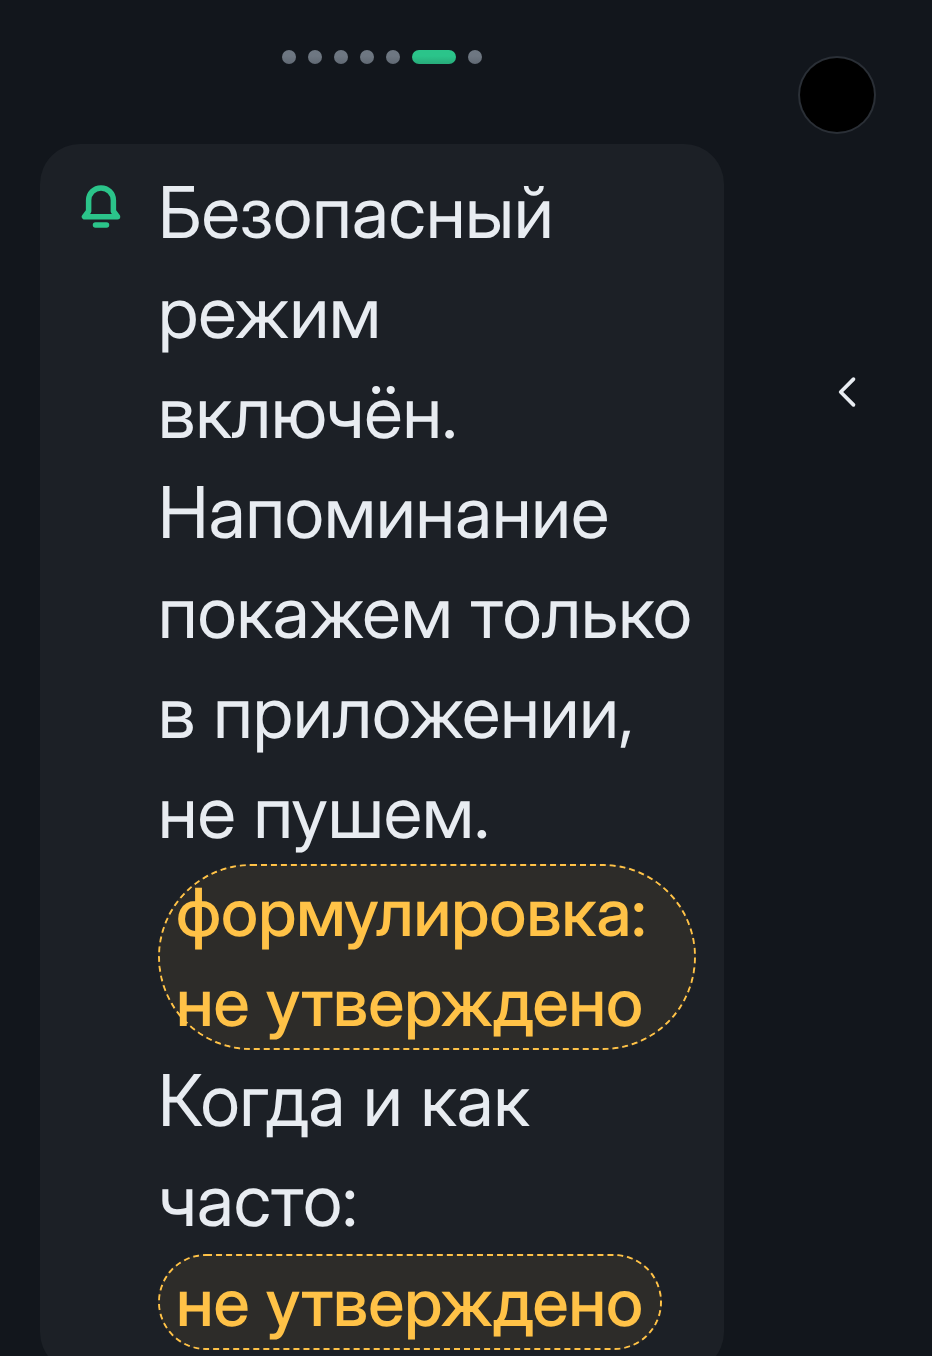 Безопасный
режим
включён.
Напоминание
покажем только
в приложении,
не пушем.
формулировка:
не утверждено
Когда и как
часто:
не утверждено